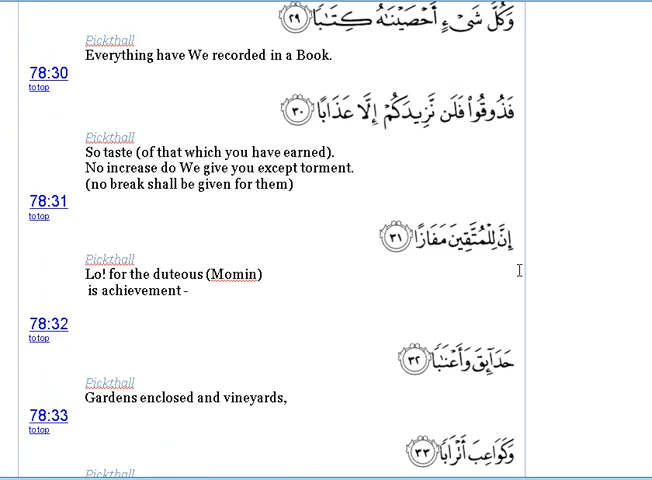 وَكُلَّ شَىْءٍ أَحْصَيْنَٰهُ كِتَٰبًا ٢٩
Pickthall
Everything have We recorded in a Book.
78:30
to top
فَذُوقُوا۟ فَلَن نَّزِيدَكُمْ إِلَّا عَذَابًا ٣٠
Pickthall
So taste (of that which you have earned).
No increase do We give you except torment.
(no break shall be given for them)
78:31
to top
إِنَّ لِلْمُتَّقِينَ مَفَازًا ٣١
Pickthall
Lo! for the duteous (Momin)
is achievement -
78:32
to top
حَدَآئِقَ وَأَعْنَٰبًا ٣٢
Pickthall
Gardens enclosed and vineyards,
78:33
to top
وَكَوَاعِبَ أَتْرَابًا ٣٣
Pickthall